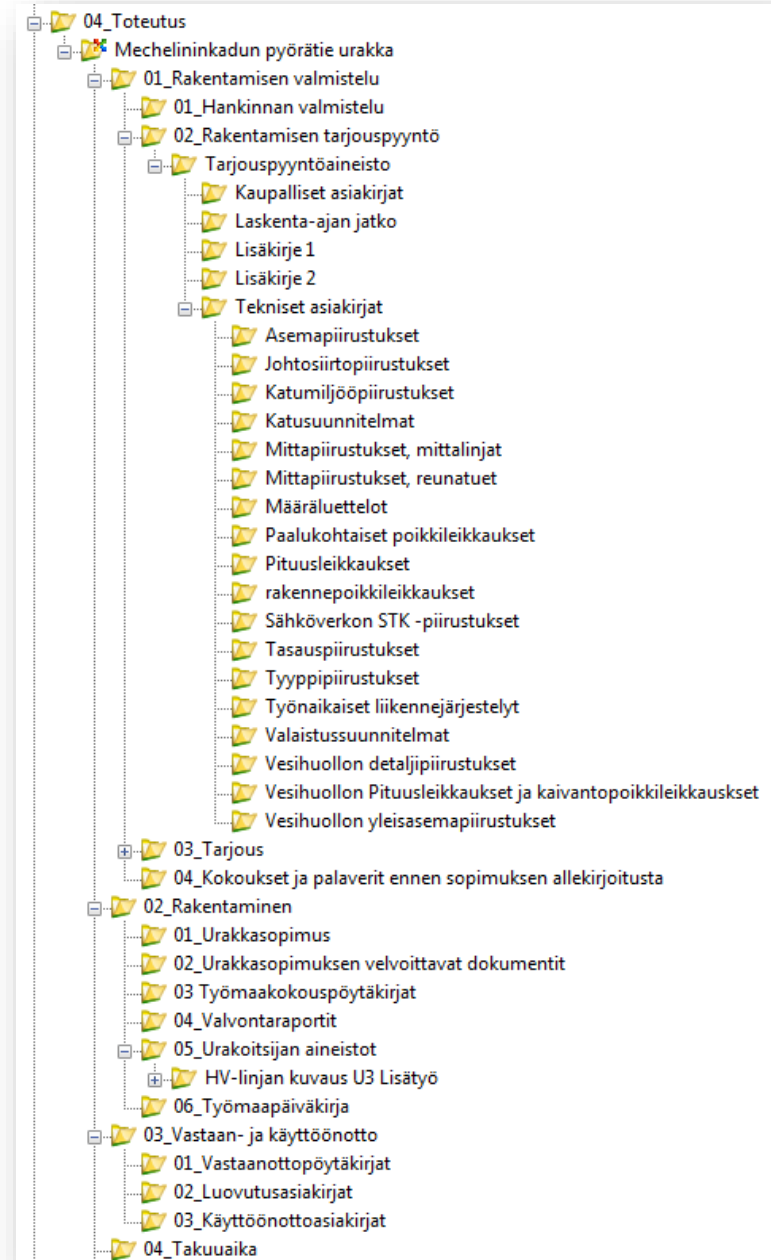 04_Toteutus
Mechelininkadun pyörätie urakka
01_Rakentamisen valmistelu
01_Hankinnan valmistelu
02_Rakentamisen tarjouspyyntö
Tarjouspyyntöaineisto
Kaupalliset asiakirjat
Laskenta-ajan jatko
Lisäkirje 1
Lisäkirje 2
Tekniset asiakirjat
Asemapiirustukset
Johtosiirtopiirustukset
Katumiljööpiirustukset
Katusuunnitelmat
Mittapiirustukset, mittalinjat
Mittapiirustukset, reunatuet
Määräluettelot
Paalukohtaiset poikkileikkaukset
Pituusleikkaukset
rakennepoikkileikkaukset
Sähköverkon STK -piirustukset
Tasauspiirustukset
Tyyppipiirustukset
Työnaikaiset liikennejärjestelyt
Valaistussuunnitelmat
Vesihuollon detaljipiirustukset
Vesihuollon Pituusleikkaukset ja kaivantopoikkileikkauskset
Vesihuollon yleisasemapiirustukset
03_Tarjous
04_Kokoukset ja palaverit ennen sopimuksen allekirjoitusta
02_Rakentaminen
01_Urakkasopimus
02_Urakkasopimuksen velvoittavat dokumentit
03 Työmaakokouspöytäkirjat
04_Valvontaraportit
05_Urakoitsijan aineistot
HV-linjan kuvaus U3 Lisätyö
06_Työmaapäiväkirja
03_Vastaan- ja käyttöönotto
01_Vastaanottopöytäkirjat
02_Luovutusasiakirjat
03_Käyttöönottoasiakirjat
04_Takuuaika